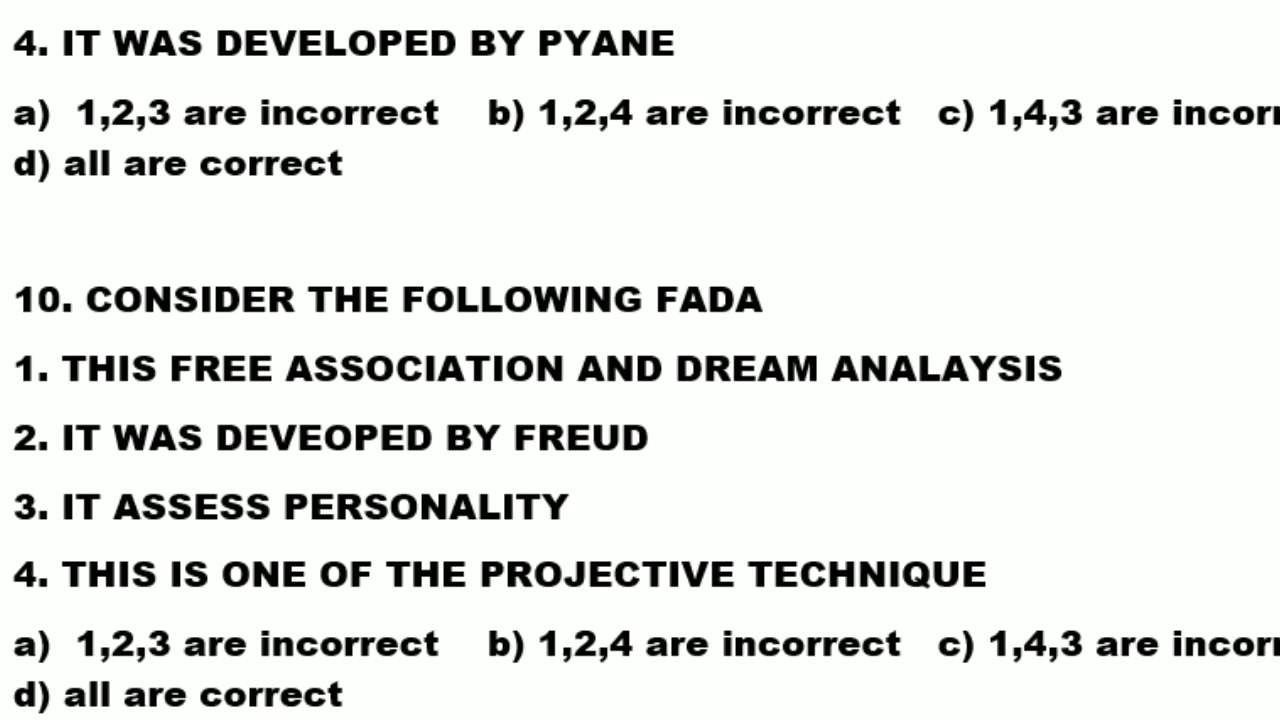 4. IT WAS DEVELOPED BY PYANE
a) 1,2,3 are incorrect b) 1,2,4 are incorrect c) 1,4,3 are incorr
d) all are correct
10. CONSIDER THE FOLLOWING FADA
1. THIS FREE ASSOCIATION AND DREAM ANALAYSIS
2. IT WAS DEVEOPED BY FREUD
3. IT ASSESS PERSONALITY
4. THIS IS ONE OF THE PROJECTIVE TECHNIQUE
a) 1,2,3 are incorrect b) 1,2,4 are incorrect c) 1,4,3 are incorr
d) all are correct